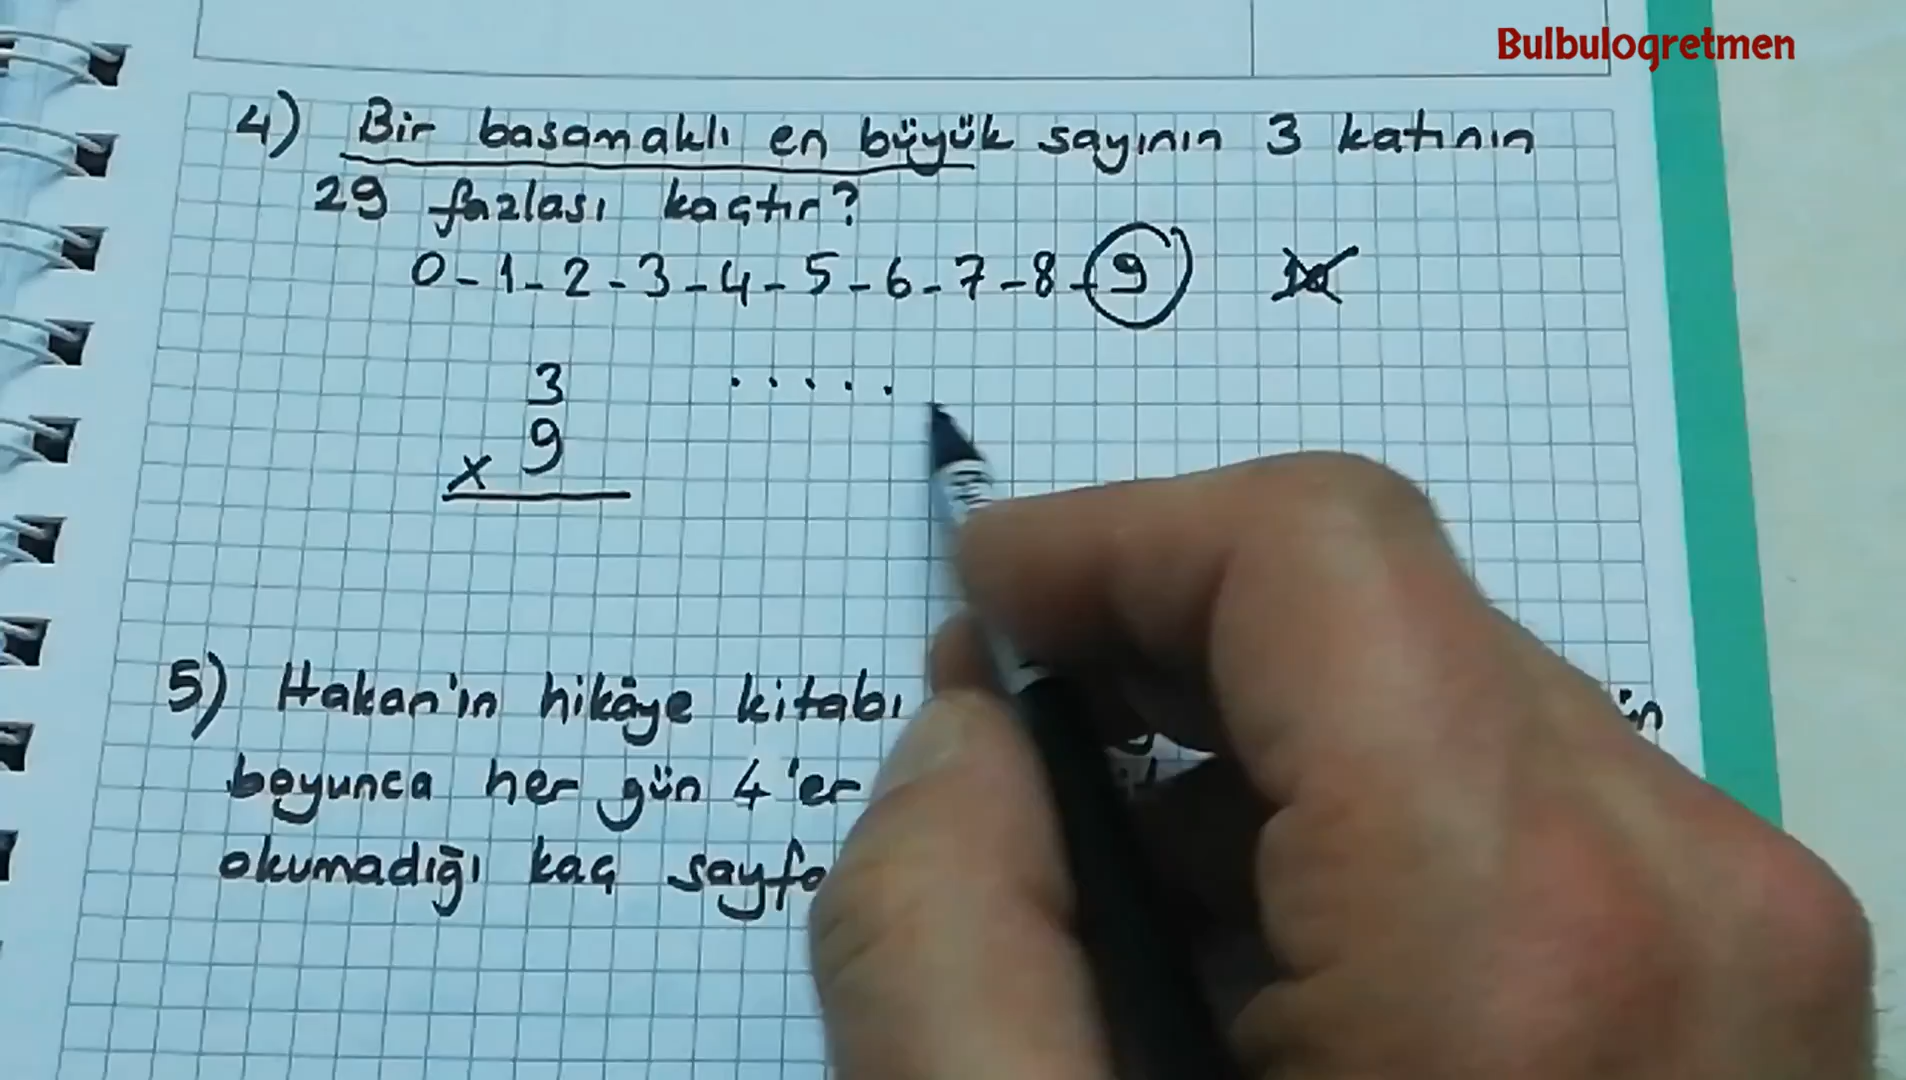 Bulbulogretmen
4) Bir basamaklı en büyük sayının 3 katının
29 fazlası kaçtır?
0-1-2-3-4-5-6-7-8-9
3
9
x
5) Hakan'ın hikâye kitabı
boyunca her gün 4'er
okumadığı kaç sayfa